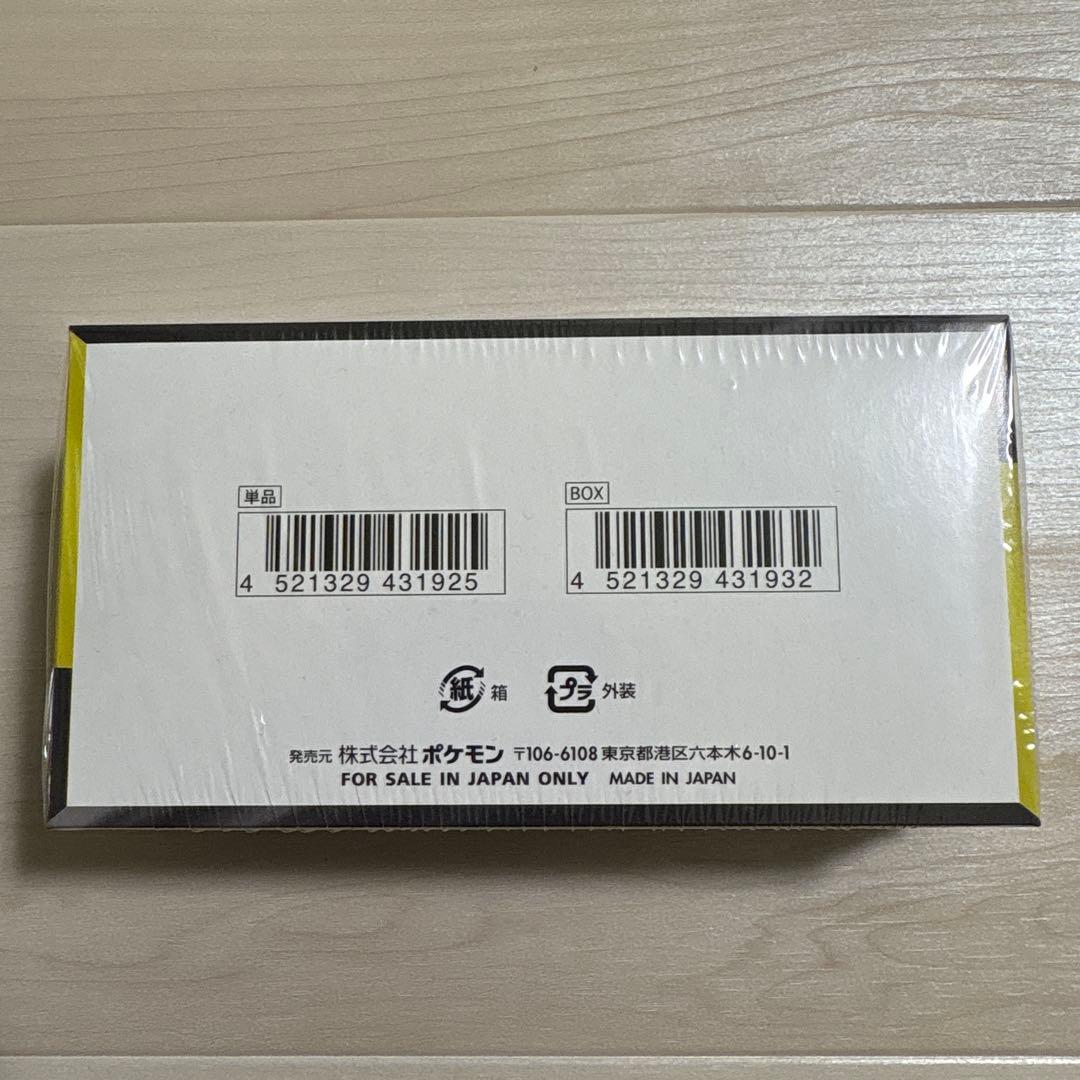 単品
BOX
4 521329 431925
4 521329 431932
紙 箱
プラ 外装
発売元 株式会社 ポケモン 〒106-6108 東京都港区六本木6-10-1
FOR SALE IN JAPAN ONLY MADE IN JAPAN